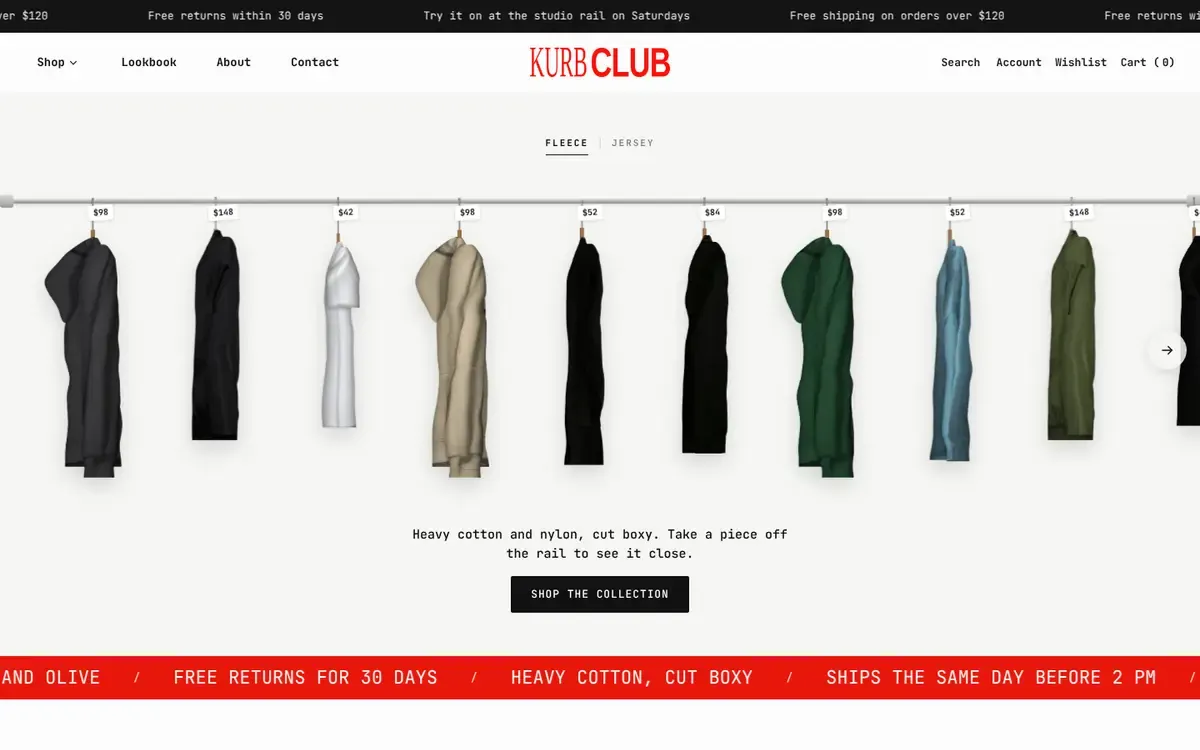 er $120
Free returns within 30 days
Try it on at the studio rail on Saturdays
Free shipping on orders over $120
Free returns wi
Shop
Lookbook
About
Contact
KURB CLUB
Search
Account
Wishlist
Cart (0)
FLEECE
JERSEY
$98
$148
$42
$98
$52
$84
$98
$52
$148
$
Heavy cotton and nylon, cut boxy. Take a piece off
the rail to see it close.
SHOP THE COLLECTION
AND OLIVE / FREE RETURNS FOR 30 DAYS / HEAVY COTTON, CUT BOXY / SHIPS THE SAME DAY BEFORE 2 PM /